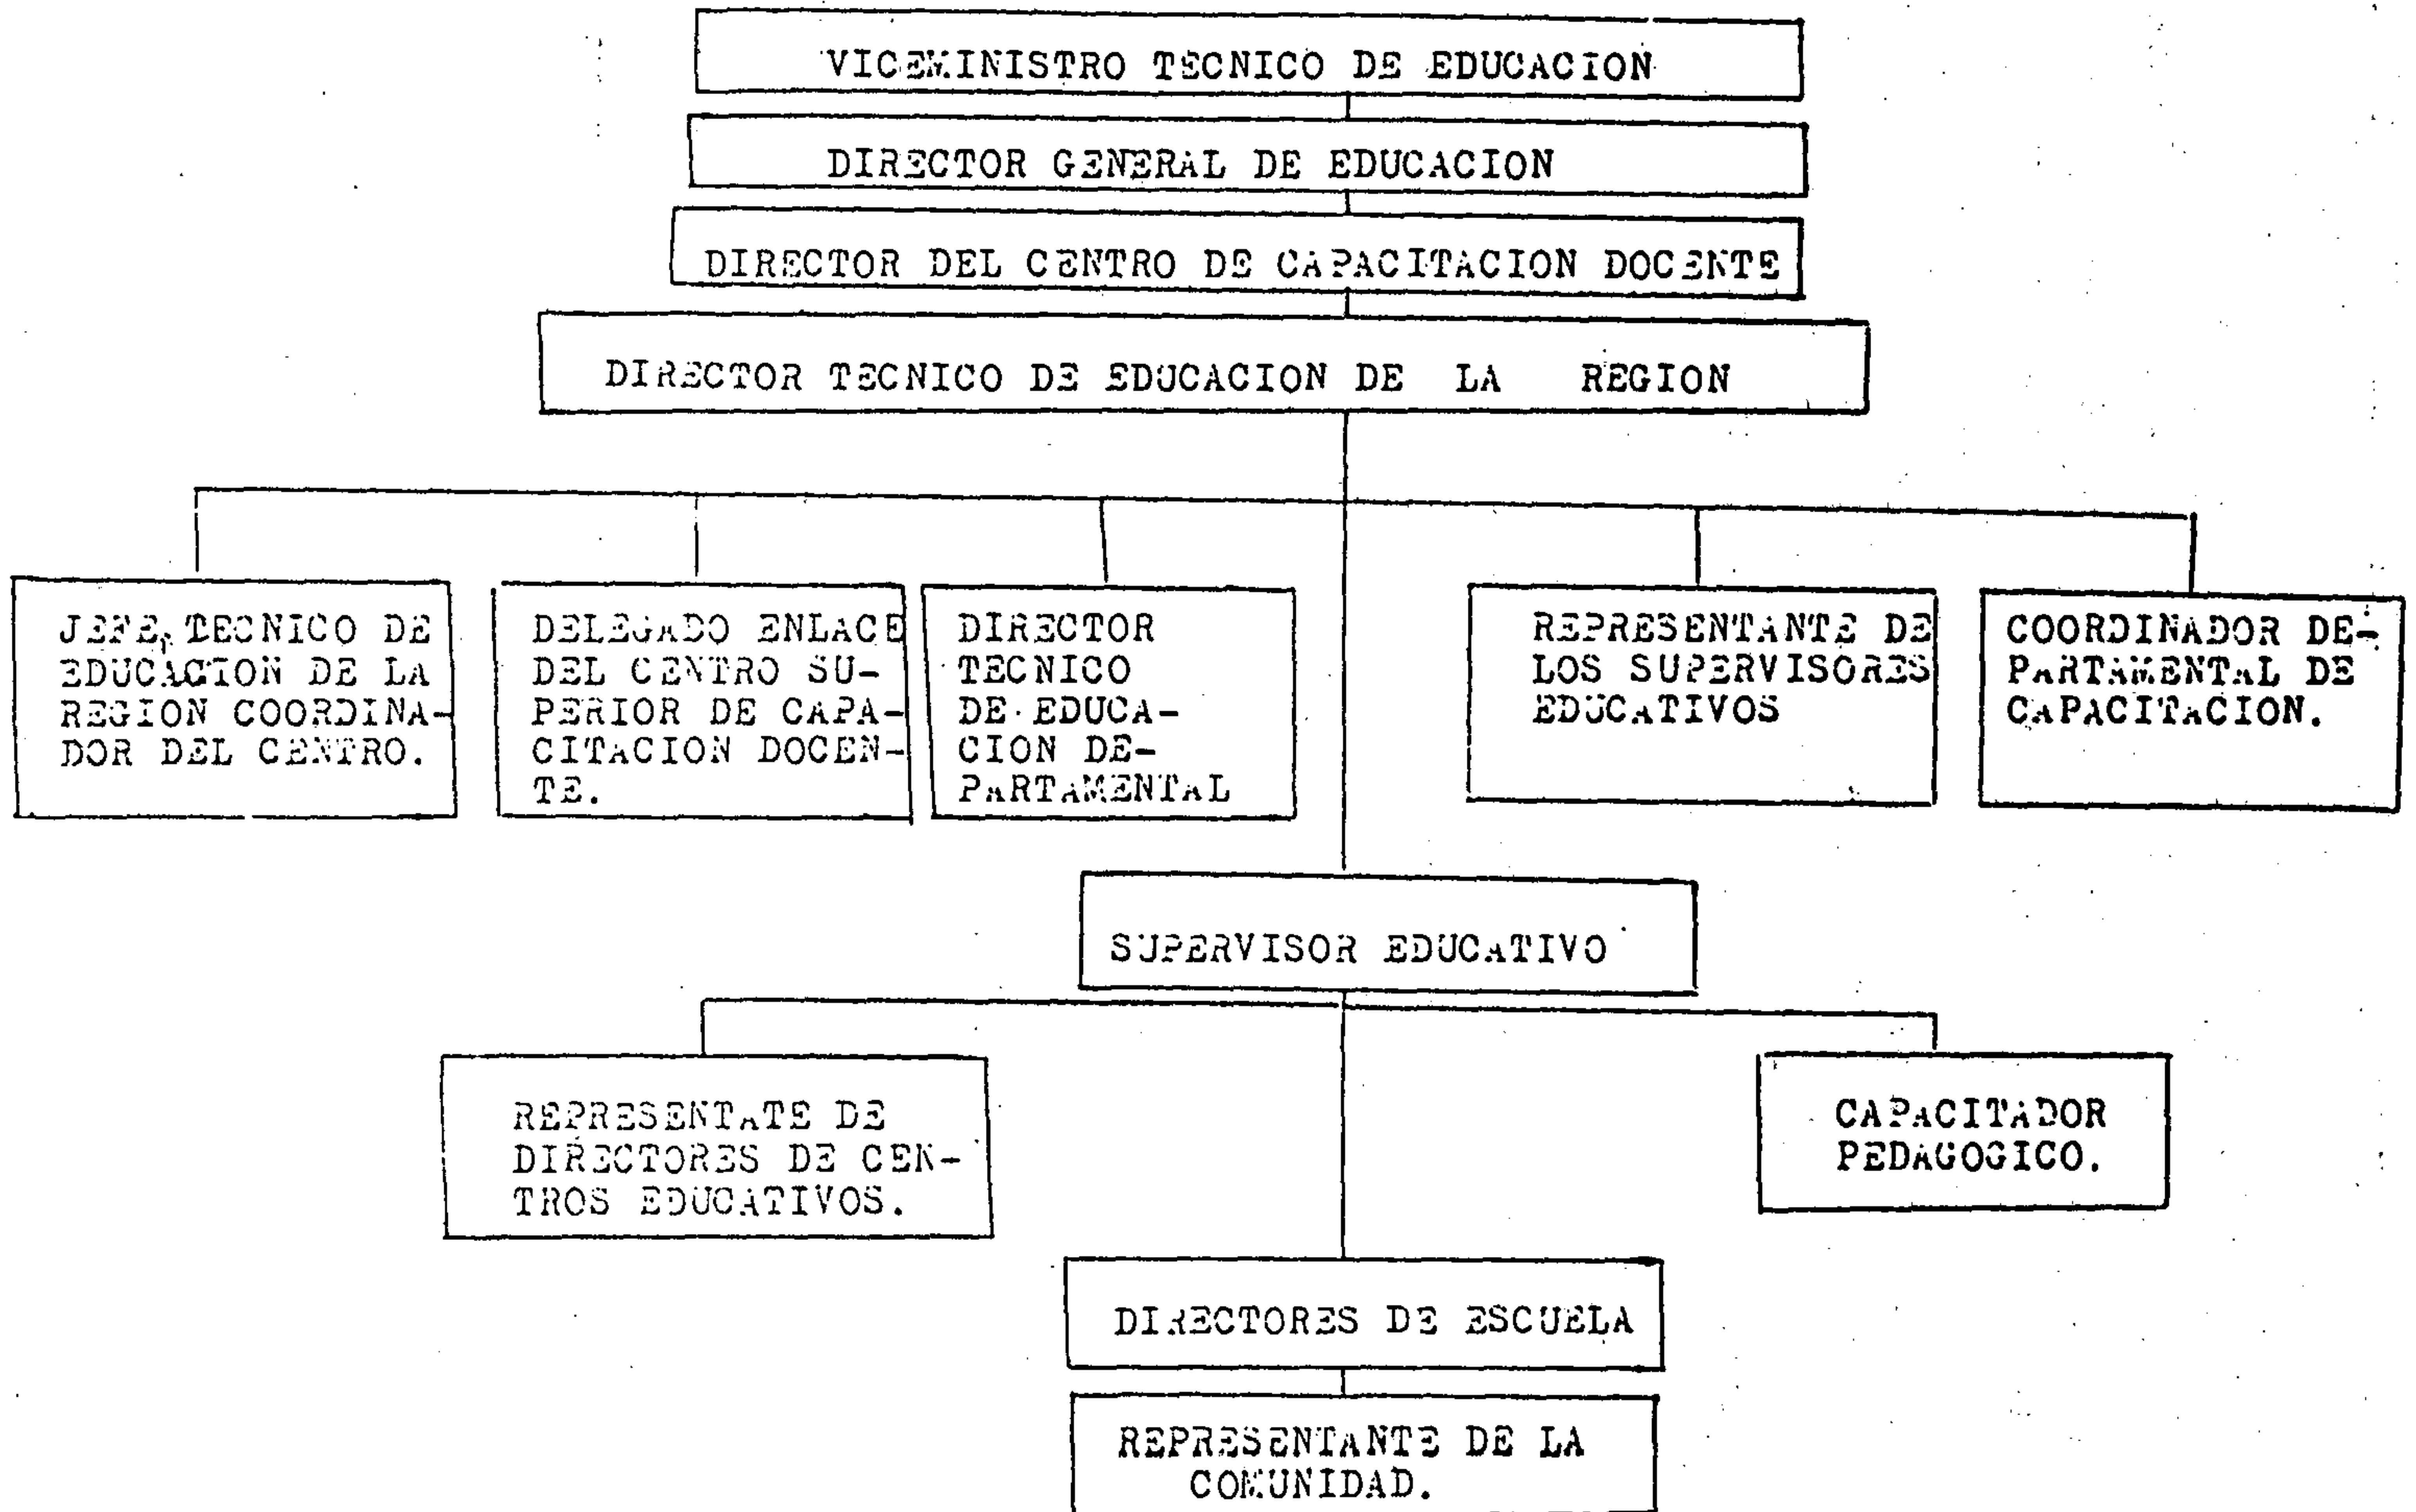 VICEMINISTRO TECNICO DE EDUCACION
DIRECTOR GENERAL DE EDUCACION
DIRECTOR DEL CENTRO DE CAPACITACION DOCENTE
DIRECTOR TECNICO DE EDUCACION DE LA REGION
JEFE TECNICO DE
EDUCACION DE LA
REGION COORDINA-
DOR DEL CENTRO.
DELEGADO ENLACE
DEL CENTRO SU-
PERIOR DE CAPA-
CITACION DOCEN-
TE.
DIRECTOR
TECNICO
DE EDUCA-
CION DE-
PARTAMENTAL
REPRESENTANTE DE
LOS SUPERVISORES
EDUCATIVOS
COORDINADOR DE-
PARTAMENTAL DE
CAPACITACION.
SUPERVISOR EDUCATIVO
REPRESENTATE DE
DIRECTORES DE CEN-
TROS EDUCATIVOS.
CAPACITADOR
PEDAGOGICO.
DIRECTORES DE ESCUELA
REPRESENTANTE DE LA
COMUNIDAD.